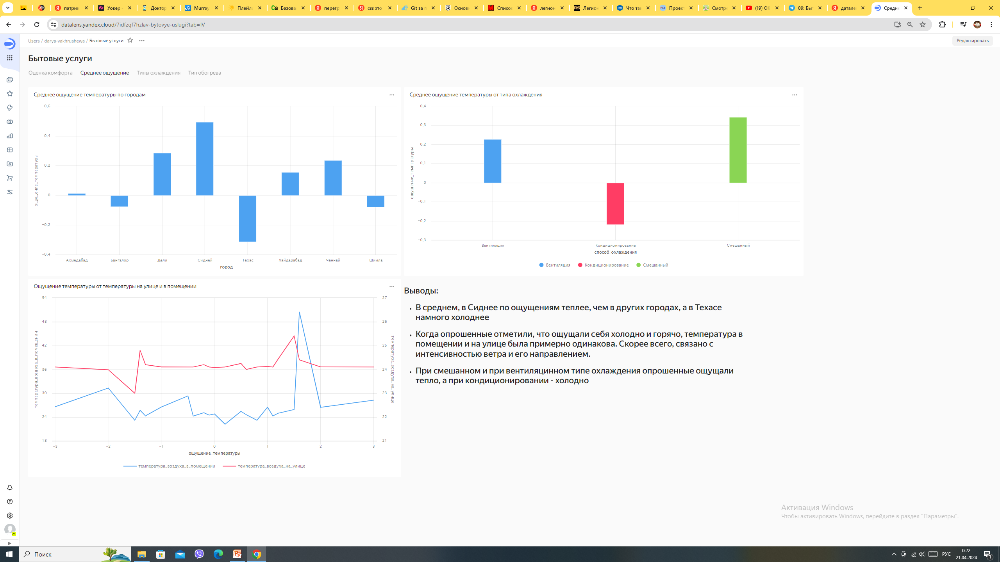 патрик
Уокер -
Доктор
Murray
Плейли
Базова
перегр
css это
Git за п
Основы
Список
легион
Легион
Что так
Проект
Смотре
(19) ОК
09: Быт
датале
Средне
datalens.yandex.cloud/7idfzqf7hzlav-bytovye-uslugi?tab=lV
Users / darya-vakhrushewa / Бытовые услуги
Редактировать
Бытовые услуги
Оценка комфорта Среднее ощущение Типы охлаждения Тип обогрева
Среднее ощущение температуры по городам
0,6
0,4
0,2
0
-0,2
-0,4
ощущение_температуры
Ахмедабад Бангалор Дели Сидней Техас Хайдарабад Ченнай Шимла
город
Среднее ощущение температуры от типа охлаждения
0,4
0,3
0,2
0,1
0
-0,1
-0,2
-0,3
ощущение_температуры
Вентиляция Кондиционирование Смешанный
способ_охлаждения
Вентиляция Кондиционирование Смешанный
Ощущение температуры от температуры на улице и в помещении
54
48
42
36
30
24
18
температура_воздуха_в_помещении
27
26
25
24
23
22
21
температура_воздуха_на_улице
-3 -2 -1 0 1 2 3
ощущение_температуры
температура_воздуха_в_помещении температура_воздуха_на_улице
Выводы:
• В среднем, в Сиднее по ощущениям теплее, чем в других городах, а в Техасе
намного холоднее
• Когда опрошенные отметили, что ощущали себя холодно и горячо, температура в
помещении и на улице была примерно одинакова. Скорее всего, связано с
интенсивностью ветра и его направлением.
• При смешанном и при вентиляцинном типе охлаждения опрошенные ощущали
тепло, а при кондиционировании - холодно
Активация Windows
Чтобы активировать Windows, перейдите в раздел "Параметры".
Поиск
РУС
0:22
21.04.2024
1